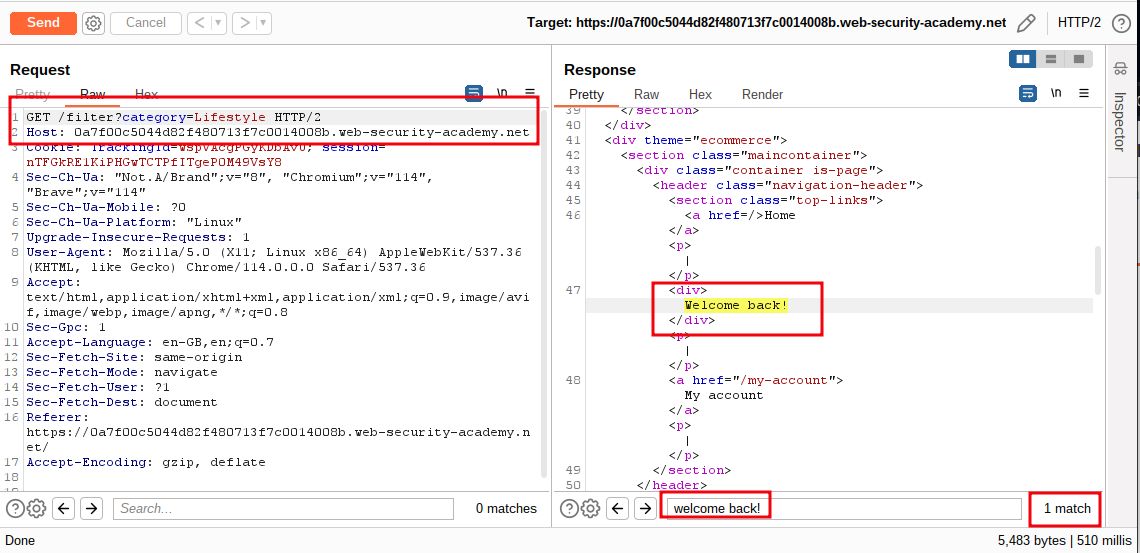 Send Cancel < > Target: https://0a7f00c5044d82f480713f7c0014008b.web-security-academy.net HTTP/2 ?
Request
Pretty Raw Hex \n
1 GET /filter?category=Lifestyle HTTP/2
2 Host: 0a7f00c5044d82f480713f7c0014008b.web-security-academy.net
3 Cookie: TrackingId=WspVAcgPGyKDbAv0; session=
nTFGkRE1KiPHGwTCTPfITgePOM49VsY8
4 Sec-Ch-Ua: "Not.A/Brand";v="8", "Chromium";v="114",
"Brave";v="114"
5 Sec-Ch-Ua-Mobile: ?0
6 Sec-Ch-Ua-Platform: "Linux"
7 Upgrade-Insecure-Requests: 1
8 User-Agent: Mozilla/5.0 (X11; Linux x86_64) AppleWebKit/537.36
(KHTML, like Gecko) Chrome/114.0.0.0 Safari/537.36
9 Accept:
text/html,application/xhtml+xml,application/xml;q=0.9,image/avi
f,image/webp,image/apng,*/*;q=0.8
10 Sec-Gpc: 1
11 Accept-Language: en-GB,en;q=0.7
12 Sec-Fetch-Site: same-origin
13 Sec-Fetch-Mode: navigate
14 Sec-Fetch-User: ?1
15 Sec-Fetch-Dest: document
16 Referer:
https://0a7f00c5044d82f480713f7c0014008b.web-security-academy.n
et/
17 Accept-Encoding: gzip, deflate
18
19
? Search... 0 matches
Response
Pretty Raw Hex Render \n
39 </section>
40 </div>
41 <div theme="ecommerce">
42 <section class="maincontainer">
43 <div class="container is-page">
44 <header class="navigation-header">
45 <section class="top-links">
46 <a href=/>Home
</a>
<p>
|
</p>
47 <div>
Welcome back!
</div>
<p>
|
</p>
48 <a href="/my-account">
My account
</a>
<p>
|
</p>
49 </section>
50 </header>
? welcome back! 1 match
Inspector
Done 5,483 bytes | 510 millis